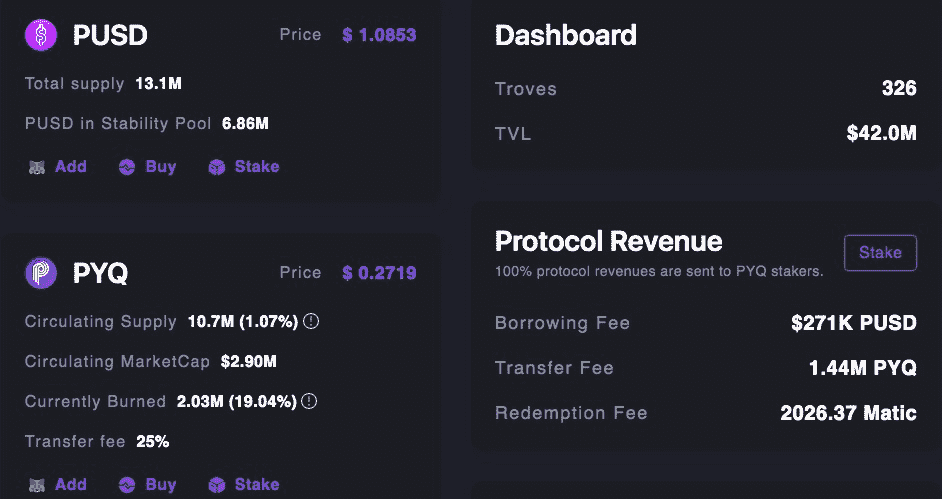 PUSD Price $ 1.0853
Total supply 13.1M
PUSD in Stability Pool 6.86M
Add Buy Stake
PYQ Price $ 0.2719
Circulating Supply 10.7M (1.07%)
Circulating MarketCap $2.90M
Currently Burned 2.03M (19.04%)
Transfer fee 25%
Add Buy Stake
Dashboard
Troves 326
TVL $42.0M
Protocol Revenue
Stake
100% protocol revenues are sent to PYQ stakers.
Borrowing Fee $271K PUSD
Transfer Fee 1.44M PYQ
Redemption Fee 2026.37 Matic